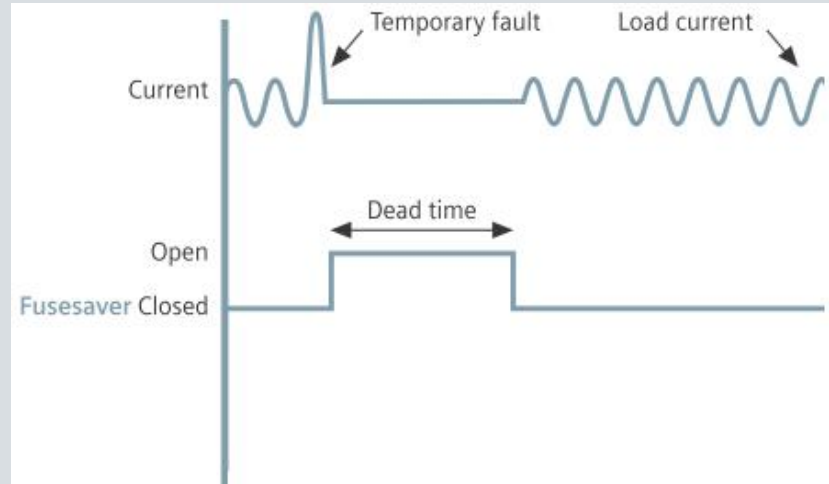 Temporary fault
Load current
Current
Dead time
Open
Fusesaver Closed